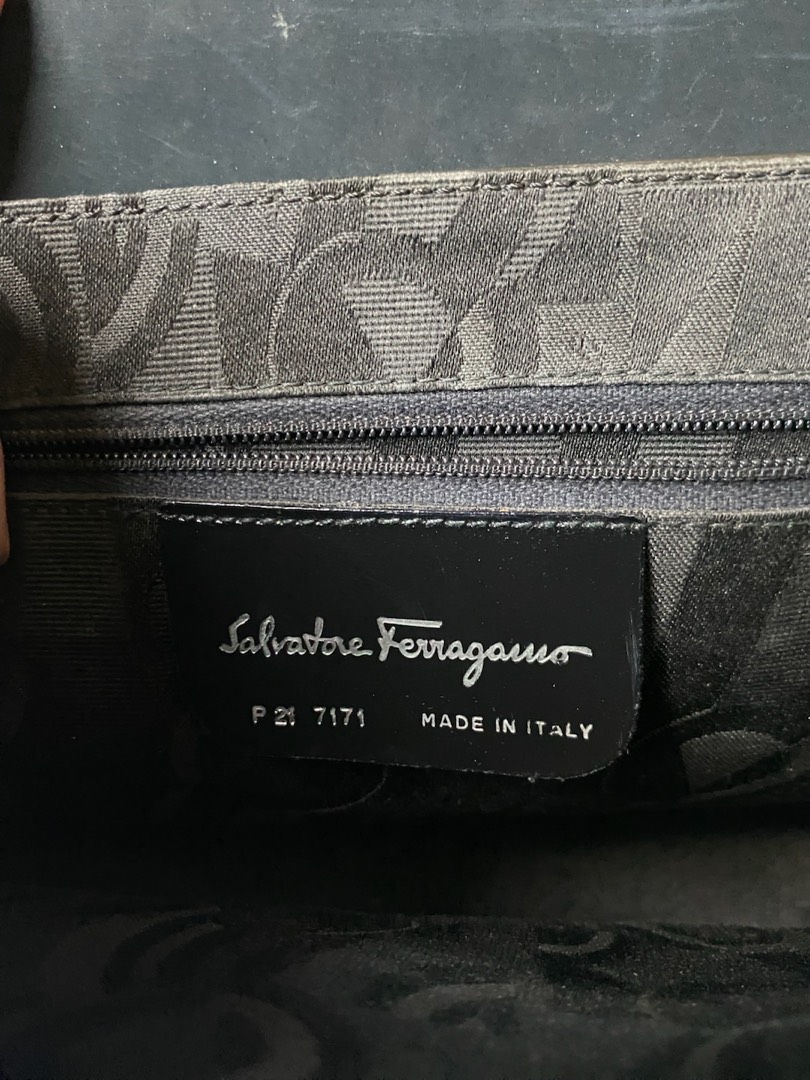 Salvatore Ferragamo
P 21 7171 MADE IN ITALY